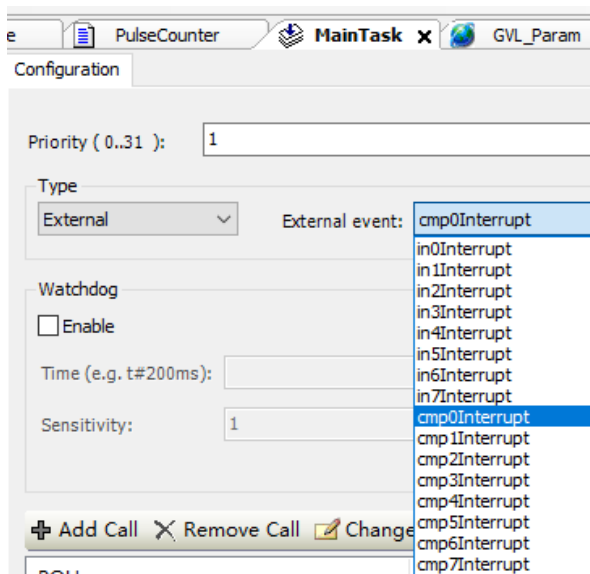 e PulseCounter MainTask x GVL_Param
Configuration
Priority ( 0..31 ): 1
Type
External External event: cmp0Interrupt
in0Interrupt
in1Interrupt
in2Interrupt
Watchdog in3Interrupt
Enable in4Interrupt
in5Interrupt
Time (e.g. t#200ms): in6Interrupt
in7Interrupt
Sensitivity: 1 cmp0Interrupt
cmp1Interrupt
cmp2Interrupt
cmp3Interrupt
cmp4Interrupt
Add Call Remove Call Change cmp5Interrupt
cmp6Interrupt
cmp7Interrupt